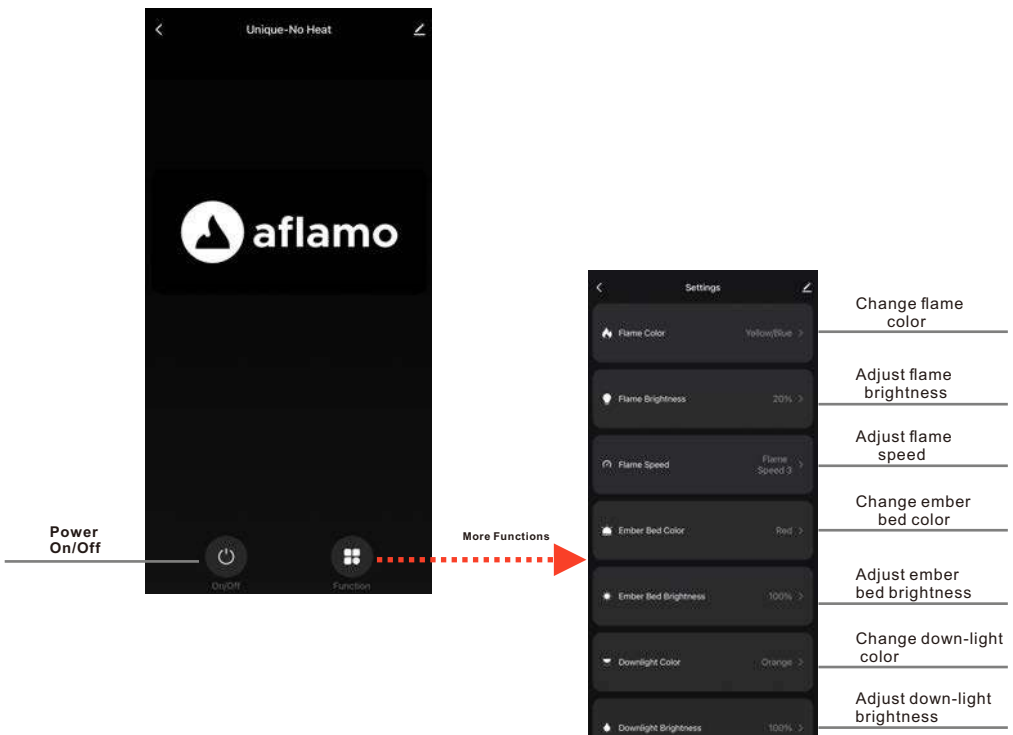 Unique-No Heat
aflamo
Power
On/Off
On/Off
Function
More Functions
Settings
Flame Color
Yellow/Blue
Change flame
color
Flame Brightness
20%
Adjust flame
brightness
Flame Speed
Flame
Speed 3
Adjust flame
speed
Ember Bed Color
Red
Change ember
bed color
Ember Bed Brightness
100%
Adjust ember
bed brightness
Downlight Color
Orange
Change down-light
color
Downlight Brightness
100%
Adjust down-light
brightness